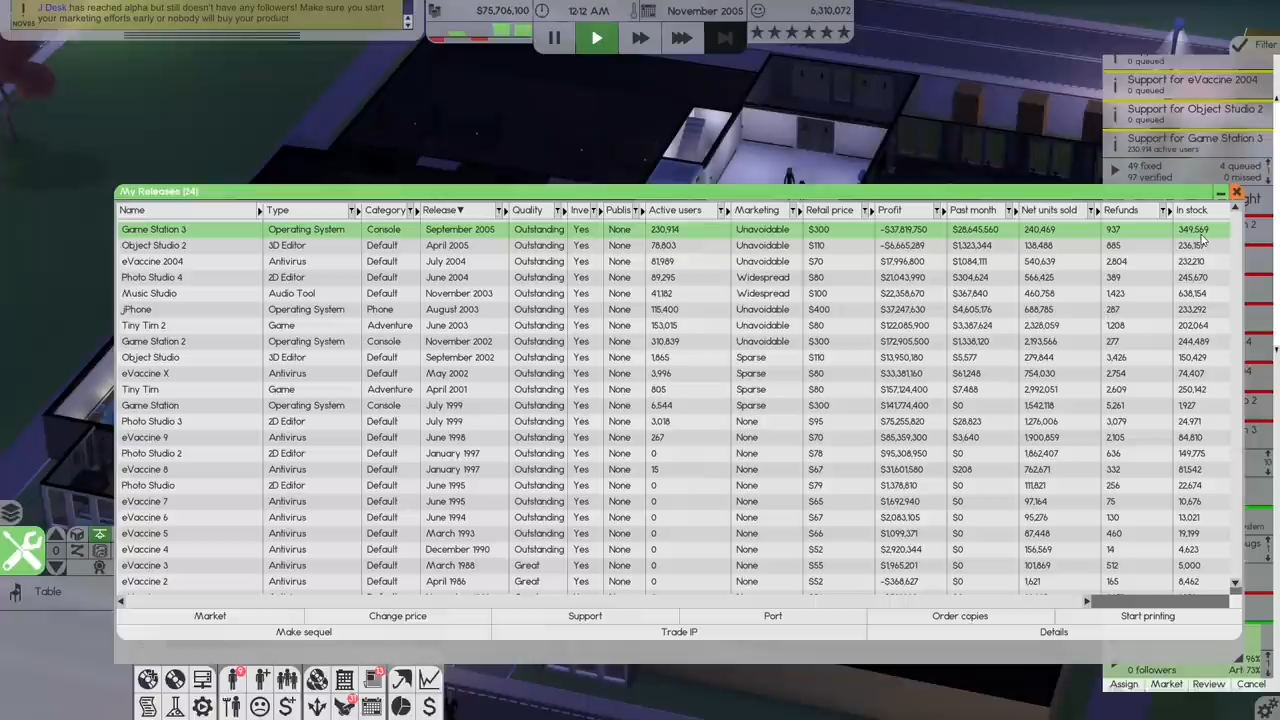 J Desk has reached alpha but still doesn't have any followers! Make sure you
NOV05 your marketing efforts early or nobody will buy your product
$75,706,100 12:12 AM November 2005 6,310,072
Filter
0 queued
Support for eVaccine 2004
0 queued
Support for Object Studio 2
0 queued
Support for Game Station 3
230,914 active users
49 fixed 4 queued
97 verified 0 missed
My Releases (24)
Name Type Category Release▼ Quality Inve Publis Active users Marketing Retail price Profit Past month Net units sold Refunds In stock
Game Station 3 Operating System Console September 2005 Outstanding Yes None 230,914 Unavoidable $300 -$37,819,750 $28,645,560 240,469 937 349,569
Object Studio 2 3D Editor Default April 2005 Outstanding Yes None 78,803 Unavoidable $110 -$6,665,289 $1,323,344 138,488 885
eVaccine 2004 Antivirus Default July 2004 Outstanding Yes None 81,989 Unavoidable $70 $17,996,800 $1,084,111 540,639 2,804 232,210
Photo Studio 4 2D Editor Default June 2004 Outstanding Yes None 89,295 Widespread $80 $21,043,990 $304,624 566,425 389 245,670
Music Studio Audio Tool Default November 2003 Outstanding Yes None 41,182 Widespread $100 $22,358,670 $367,840 460,758 1,423 638,154
jPhone Operating System Phone August 2003 Outstanding Yes None 115,400 Unavoidable $400 $37,247,630 $4,605,176 688,785 287 233,292
Tiny Tim 2 Game Adventure June 2003 Outstanding Yes None 153,015 Unavoidable $80 $122,085,900 $3,387,624 2,328,059 1,208 202,064
Game Station 2 Operating System Console November 2002 Outstanding Yes None 310,839 Unavoidable $300 $172,905,500 $1,338,120 2,193,566 277 244,489
Object Studio 3D Editor Default September 2002 Outstanding Yes None 1,865 Sparse $110 $13,950,180 $5,577 279,844 3,426 150,429
eVaccine X Antivirus Default May 2002 Outstanding Yes None 3,996 Sparse $80 $33,381,160 $61,248 754,030 2,754 74,407
Tiny Tim Game Adventure April 2001 Outstanding Yes None 805 Sparse $80 $157,124,400 $7,488 2,992,051 2,609 250,142
Game Station Operating System Console July 1999 Outstanding Yes None 6,544 Sparse $300 $141,774,400 $0 1,542,118 5,261 1,927
Photo Studio 3 2D Editor Default July 1999 Outstanding Yes None 3,018 None $95 $75,255,820 $28,823 1,276,006 3,079 24,971
eVaccine 9 Antivirus Default June 1998 Outstanding Yes None 267 None $70 $85,359,300 $3,640 1,900,859 2,105 84,810
Photo Studio 2 2D Editor Default January 1997 Outstanding Yes None 0 None $78 $95,308,950 $0 1,862,407 636 149,775
eVaccine 8 Antivirus Default January 1997 Outstanding Yes None 15 None $67 $31,601,580 $208 762,671 332 81,542
Photo Studio 2D Editor Default June 1995 Outstanding Yes None 0 None $79 $1,378,810 $0 111,821 256 22,674
eVaccine 7 Antivirus Default June 1995 Outstanding Yes None 0 None $65 $1,692,940 $0 97,164 75 10,676
eVaccine 6 Antivirus Default June 1994 Outstanding Yes None 0 None $67 $2,083,105 $0 95,276 130 13,021
eVaccine 5 Antivirus Default March 1993 Outstanding Yes None 0 None $66 $1,099,371 $0 87,448 460 19,199
eVaccine 4 Antivirus Default December 1990 Outstanding Yes None 0 None $52 $2,920,344 $0 156,569 14 4,623
eVaccine 3 Antivirus Default March 1988 Great Yes None 0 None $55 $1,965,201 $0 101,869 512 5,000
eVaccine 2 Antivirus Default April 1986 Great Yes None 0 None $52 -$368,627 $0 1,621 165 8,462
Market Change price Support Port Order copies Start printing
Make sequel Trade IP Details
0
Table
96%
0 followers Art: 73%
Assign Market Review Cancel